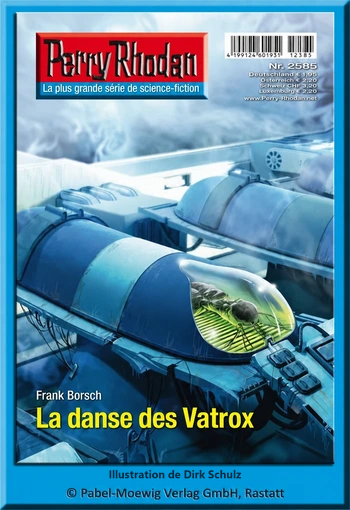 Perry Rhodan
La plus grande série de science-fiction
4199124601931
12585
Nr. 2585
Deutschland € 1,95
Österreich € 2,20
Schweiz CHF 3,20
Luxemburg € 2,20
www.Perry-Rhodan.net
Frank Borsch
La danse des Vatrox
Illustration de Dirk Schulz
© Pabel-Moewig Verlag GmbH, Rastatt